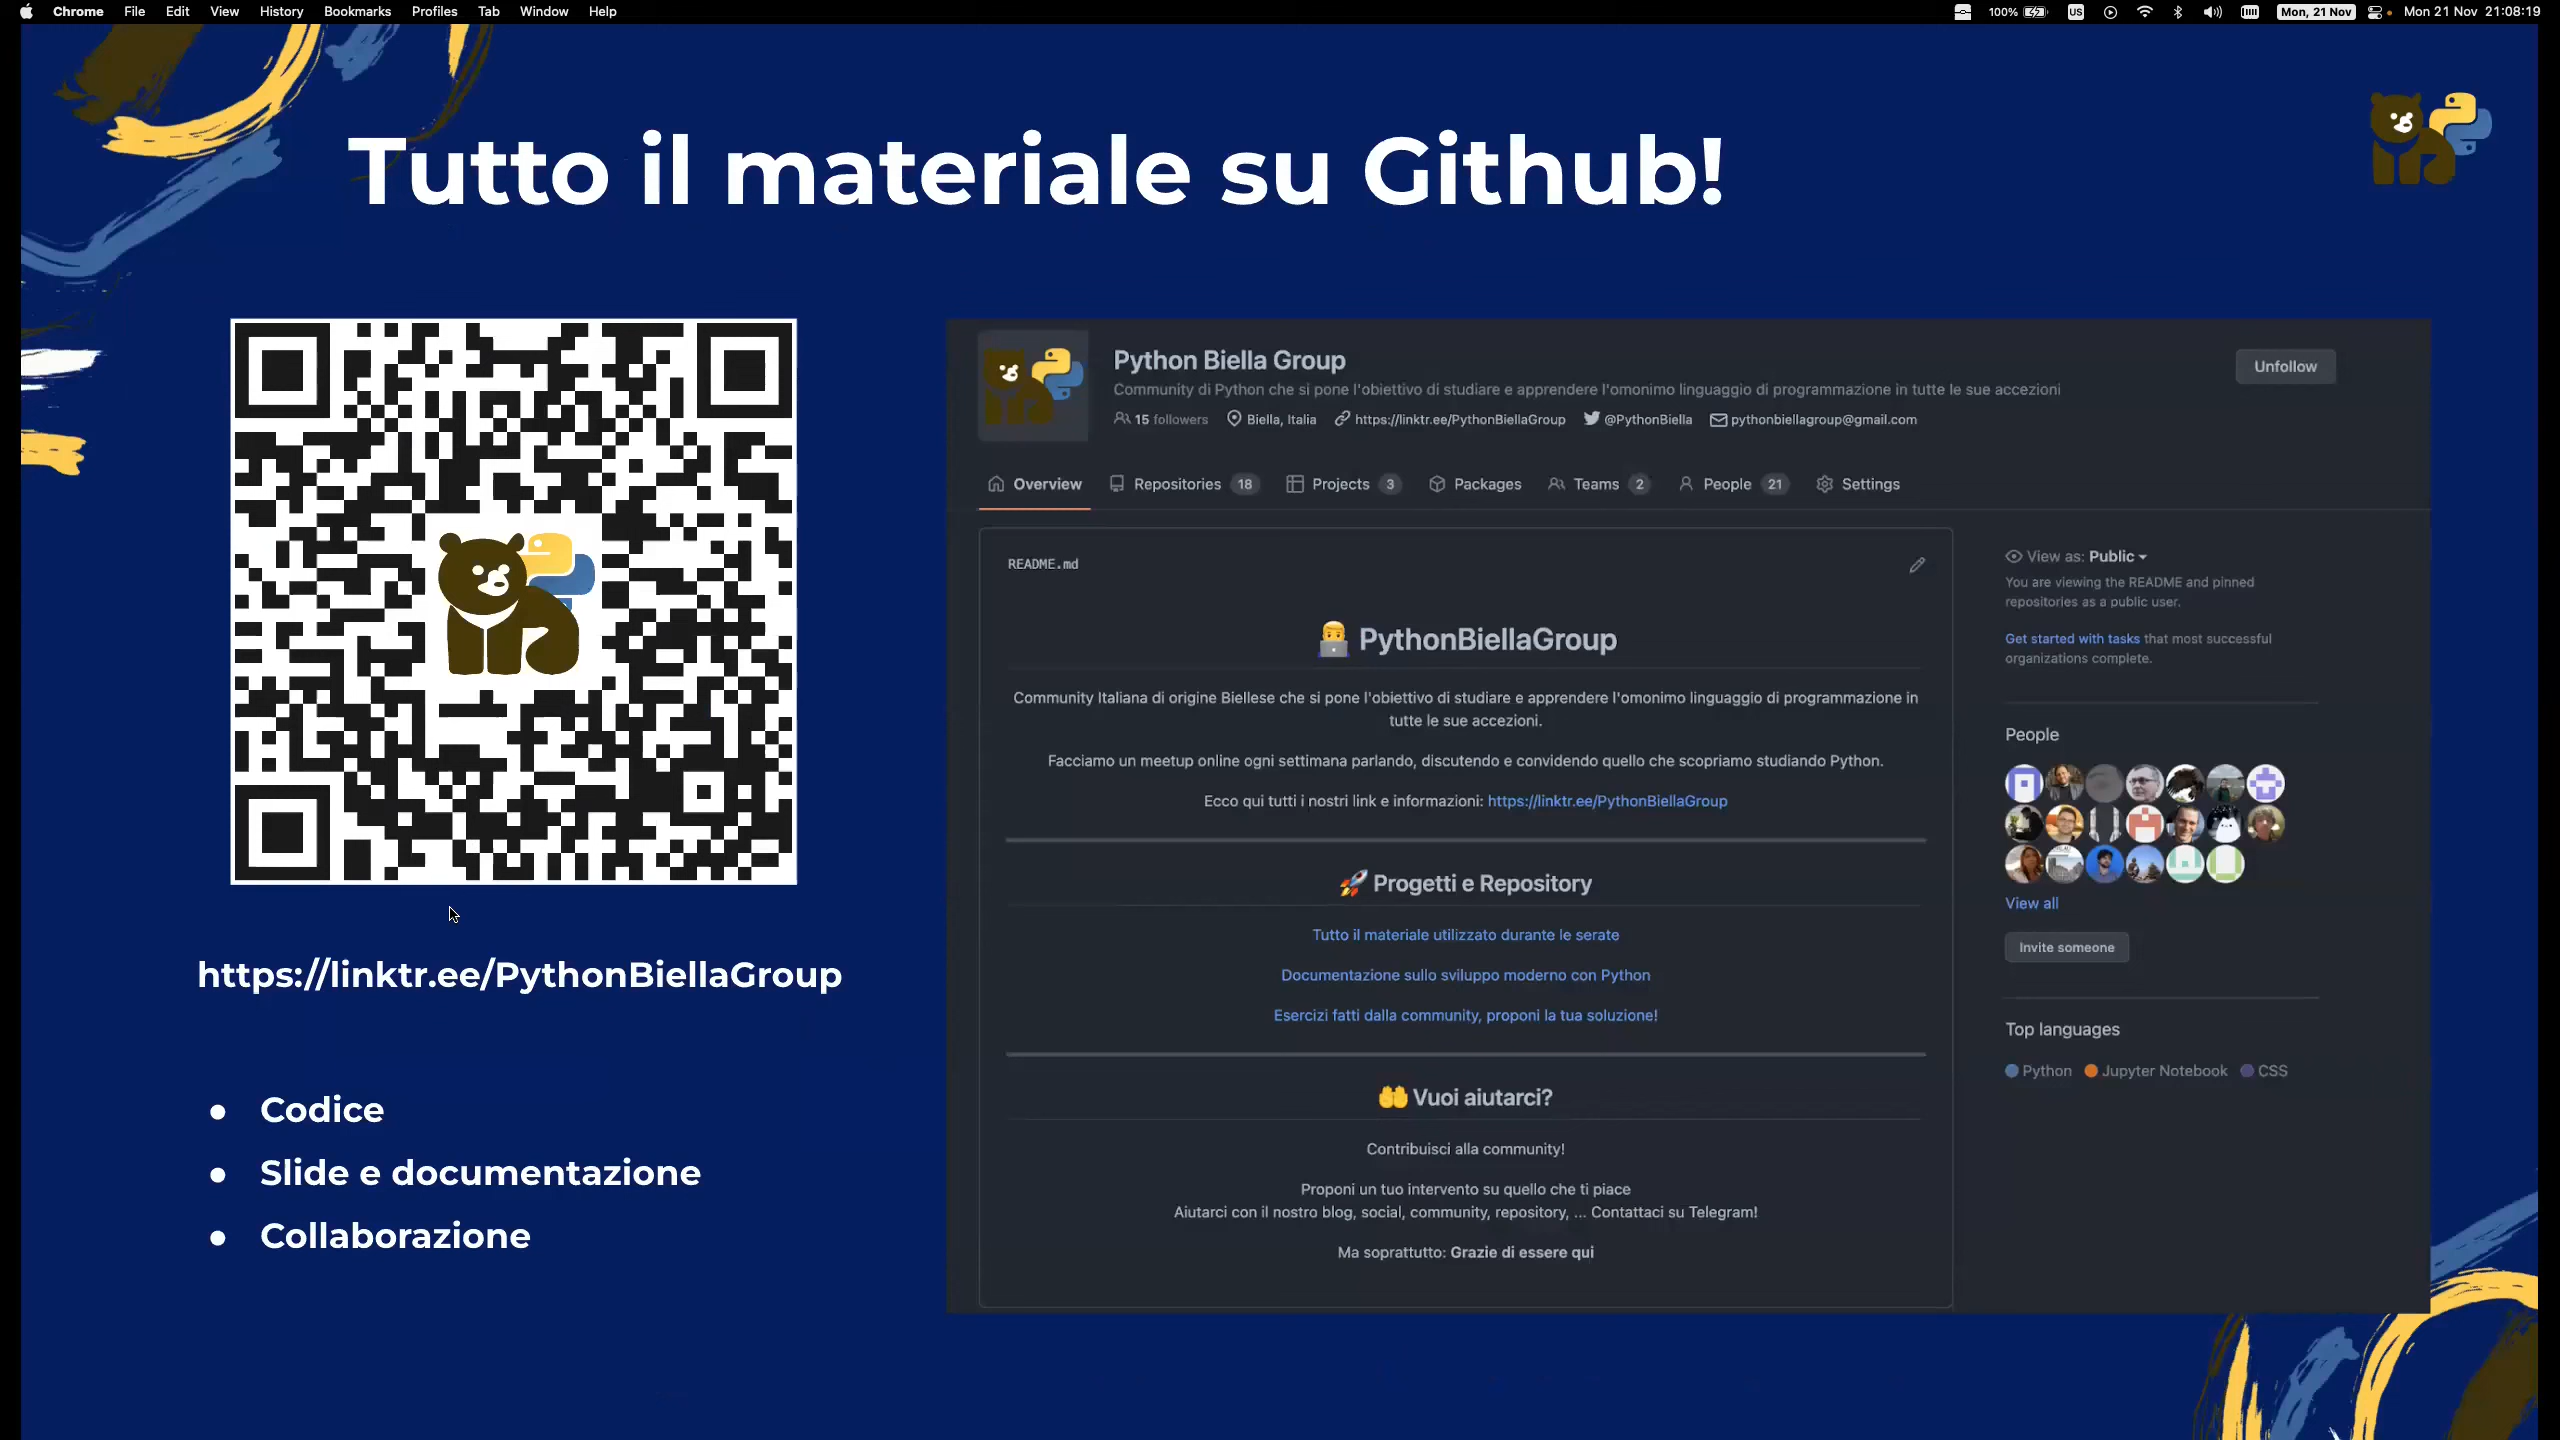 Chrome File Edit View History Bookmarks Profiles Tab Window Help
100% US Mon, 21 Nov Mon 21 Nov 21:08:19
Tutto il materiale su Github!
https://linktr.ee/PythonBiellaGroup
Codice
Slide e documentazione
Collaborazione
Python Biella Group
Unfollow
Community di Python che si pone l'obiettivo di studiare e apprendere l'omonimo linguaggio di programmazione in tutte le sue accezioni
15 followers Biella, Italia https://linktr.ee/PythonBiellaGroup @PythonBiella pythonbiellagroup@gmail.com
Overview Repositories 18 Projects 3 Packages Teams 2 People 21 Settings
README.md
PythonBiellaGroup
Community Italiana di origine Biellese che si pone l'obiettivo di studiare e apprendere l'omonimo linguaggio di programmazione in
tutte le sue accezioni.
Facciamo un meetup online ogni settimana parlando, discutendo e convidendo quello che scopriamo studiando Python.
Ecco qui tutti i nostri link e informazioni: https://linktr.ee/PythonBiellaGroup
Progetti e Repository
Tutto il materiale utilizzato durante le serate
Documentazione sullo sviluppo moderno con Python
Esercizi fatti dalla community, proponi la tua soluzione!
Vuoi aiutarci?
Contribuisci alla community!
Proponi un tuo intervento su quello che ti piace
Aiutarci con il nostro blog, social, community, repository, ... Contattaci su Telegram!
Ma soprattutto: Grazie di essere qui
View as: Public
You are viewing the README and pinned
repositories as a public user.
Get started with tasks that most successful
organizations complete.
People
View all
Invite someone
Top languages
Python Jupyter Notebook CSS